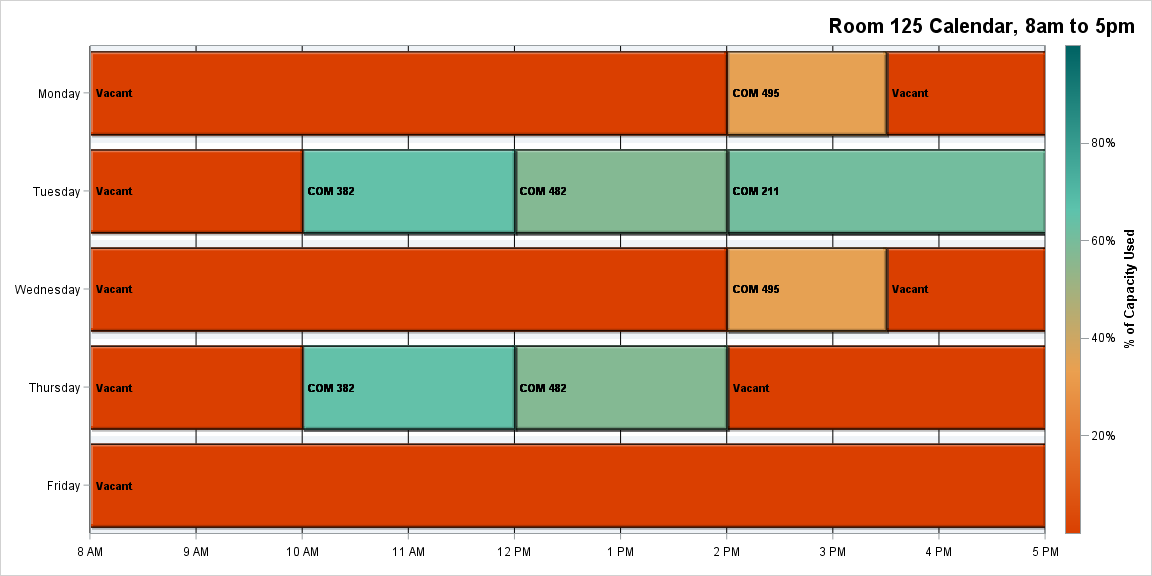 Room 125 Calendar, 8am to 5pm
Monday
Vacant
COM 495
Vacant
Tuesday
Vacant
COM 382
COM 482
COM 211
Wednesday
Vacant
COM 495
Vacant
Thursday
Vacant
COM 382
COM 482
Vacant
Friday
Vacant
8 AM
9 AM
10 AM
11 AM
12 PM
1 PM
2 PM
3 PM
4 PM
5 PM
80%
60%
40%
20%
% of Capacity Used